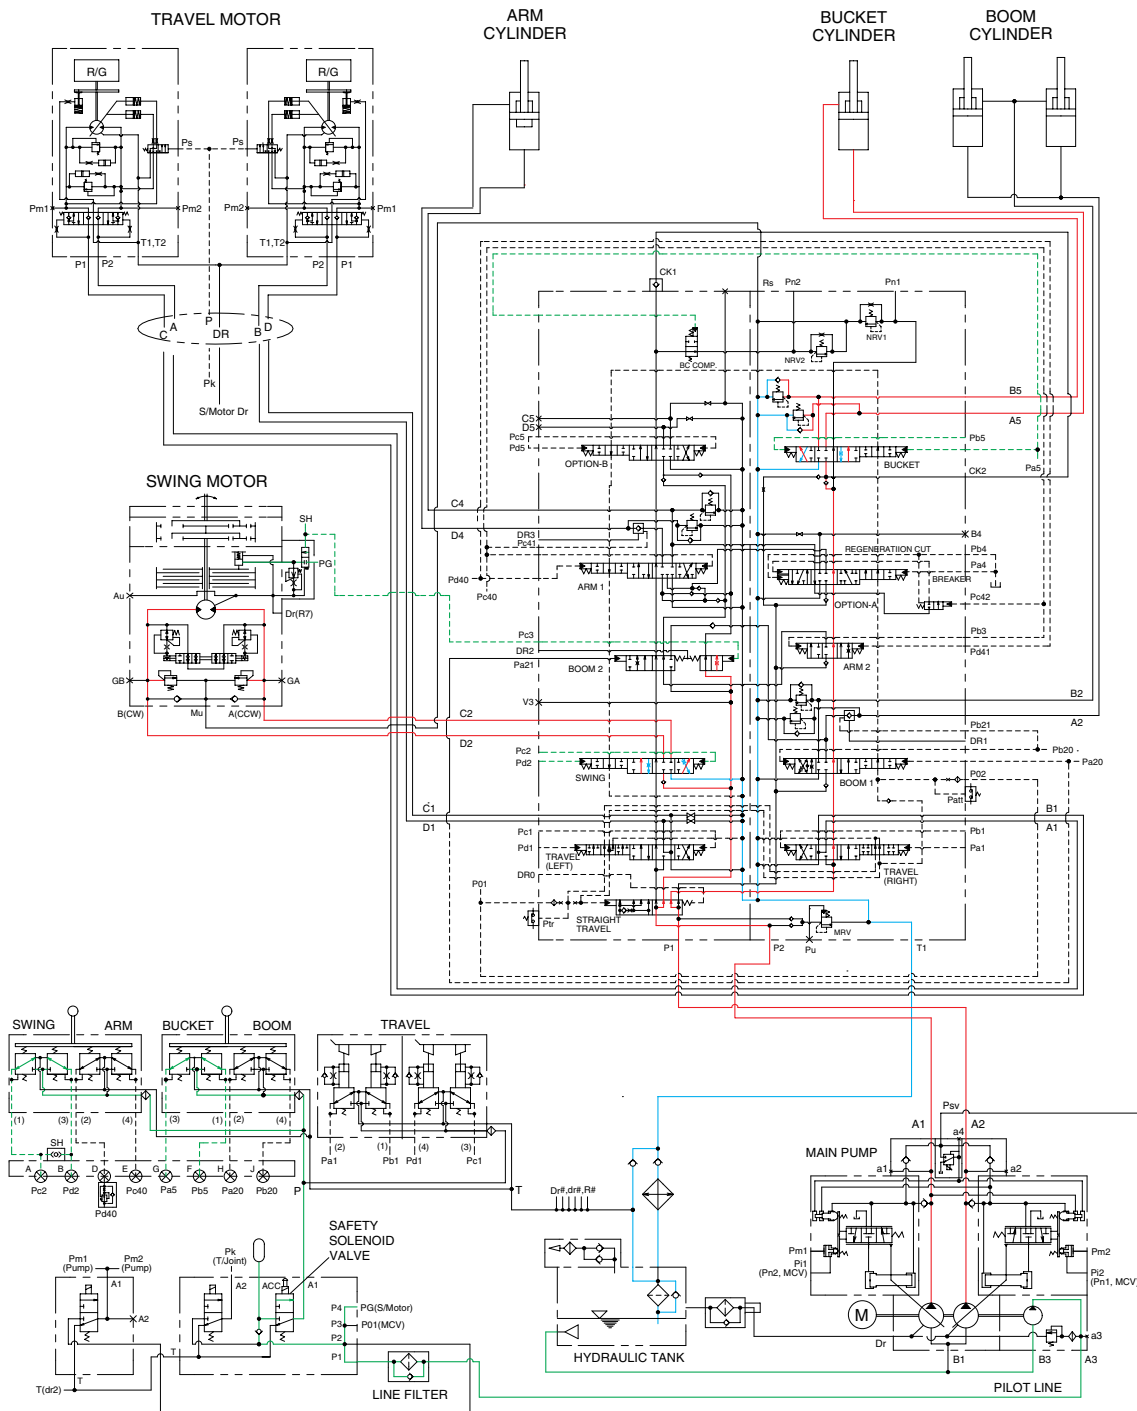 TRAVEL MOTOR
ARM
CYLINDER
BUCKET
CYLINDER
BOOM
CYLINDER
R/G
R/G
Ps
Ps
Pm1
Pm2
Pm2
Pm1
T1,T2
T1,T2
P1
P2
P2
P1
C
A
P
DR
B
D
Pk
S/Motor Dr
CK1
Rs
Pn2
Pn1
NRV1
NRV2
BC COMP.
B5
A5
C5
D5
Pc5
Pd5
OPTION-B
Pb5
BUCKET
Pa5
CK2
SWING MOTOR
SH
PG
Au
Dr(R7)
GB
GA
B(CW)
Mu
A(CCW)
C4
D4
DR3
Pc41
Pd40
Pc40
ARM 1
B4
REGENERATIION CUT
Pb4
Pa4
BREAKER
OPTION-A
Pc42
Pc3
DR2
Pa21
BOOM 2
Pb3
Pd41
ARM 2
V3
B2
A2
C2
D2
Pc2
Pd2
SWING
Pb21
DR1
Pb20
Pa20
BOOM 1
P02
Patt
C1
D1
B1
A1
Pc1
Pd1
TRAVEL
(LEFT)
Pb1
Pa1
TRAVEL
(RIGHT)
DR0
P01
Ptr
STRAIGHT
TRAVEL
MRV
P1
P2
Pu
T1
SWING
ARM
BUCKET
BOOM
TRAVEL
(1)
(3)
(2)
(4)
(3)
(1)
(2)
(4)
(2)
(1)
(4)
(3)
Pa1
Pb1
Pd1
Pc1
SH
A
B
D
E
G
F
H
J
P
T
Pc2
Pd2
Pd40
Pc40
Pa5
Pb5
Pa20
Pb20
Dr#,dr#,R#
SAFETY
SOLENOID
VALVE
Pm1
(Pump)
Pm2
(Pump)
A1
A2
Pk
(T/Joint)
A2
ACC
A1
P4
PG(S/Motor)
P3
P01(MCV)
P2
P1
T
T
T(dr2)
LINE FILTER
HYDRAULIC TANK
MAIN PUMP
Psv
A1
A2
a4
a1
a2
Pm1
Pi1
(Pn2, MCV)
Pm2
Pi2
(Pn1, MCV)
M
Dr
B1
B3
A3
a3
PILOT LINE